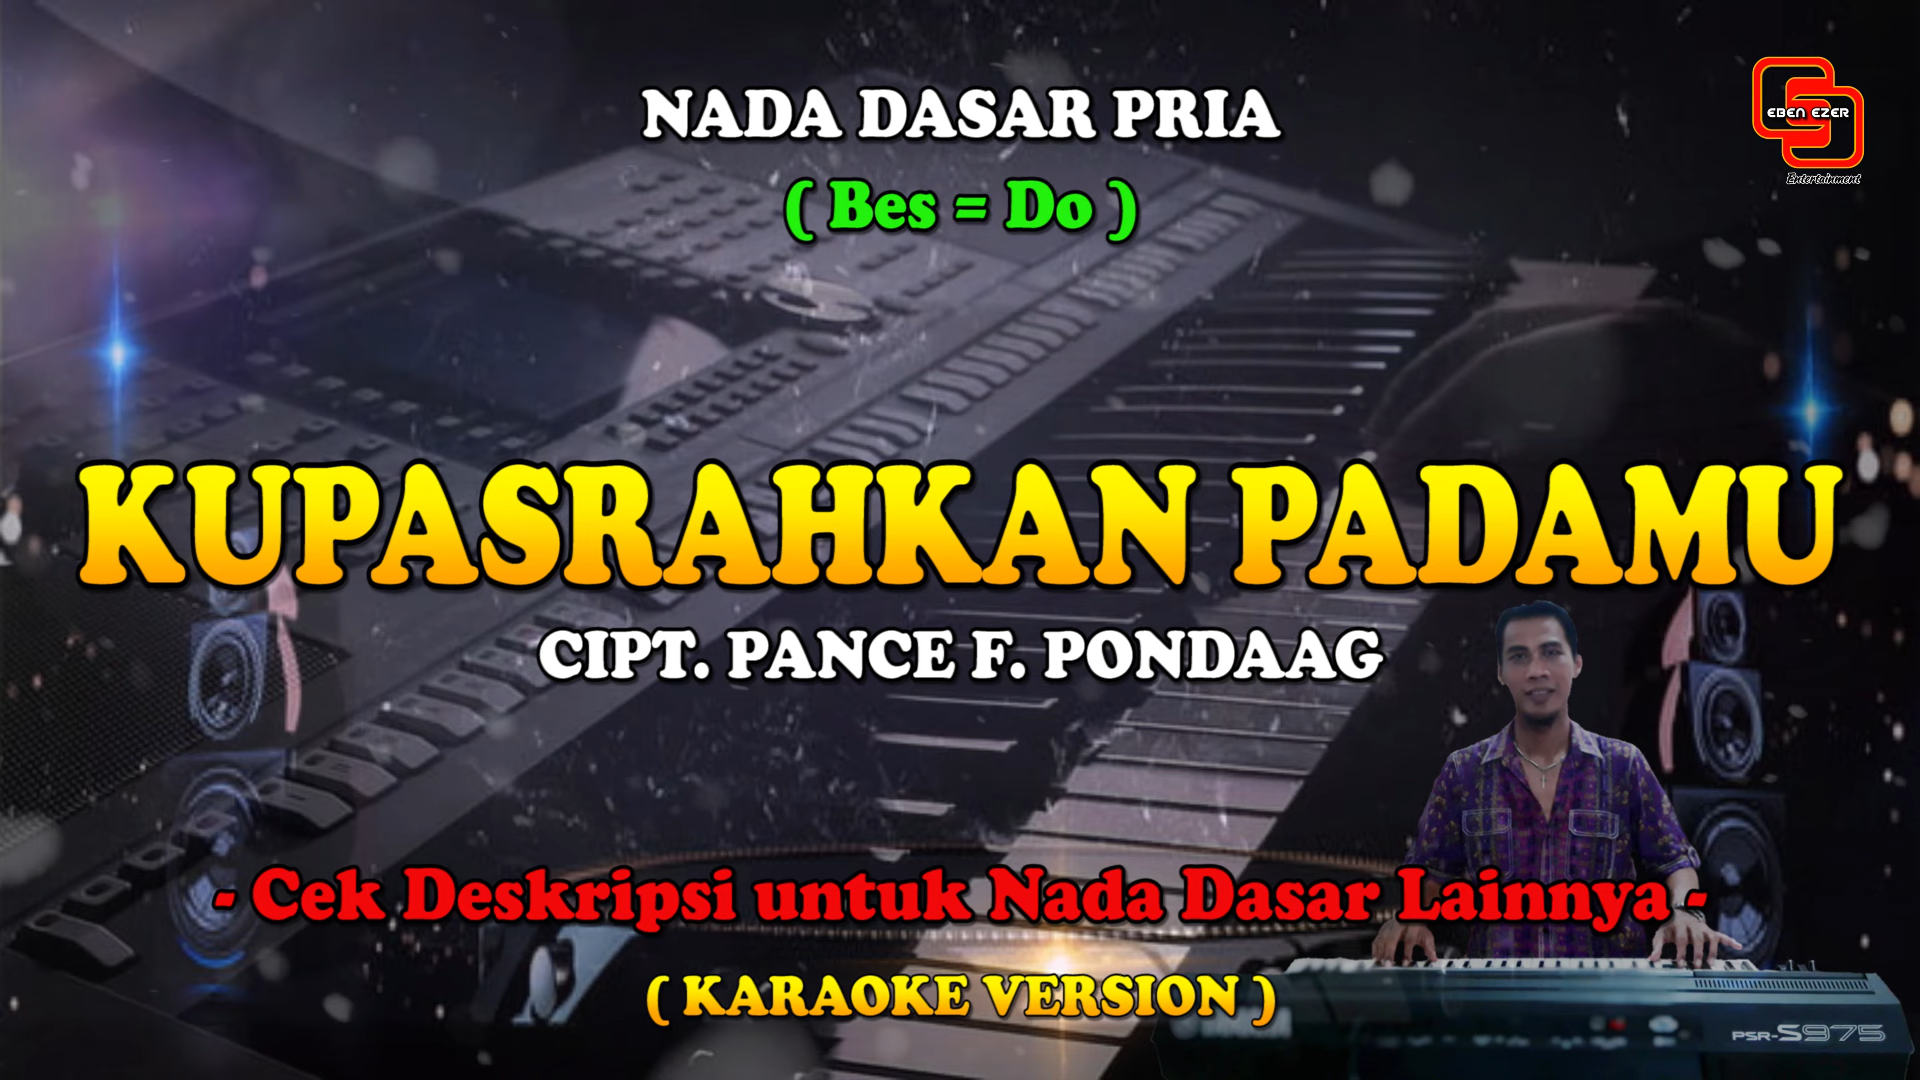 NADA DASAR PRIA
( Bes = Do )
EBEN EZER
Entertainment
KUPASRAHKAN PADAMU
CIPT. PANCE F. PONDAAG
- Cek Deskripsi untuk Nada Dasar Lainnya -
( KARAOKE VERSION )
PSR-S975